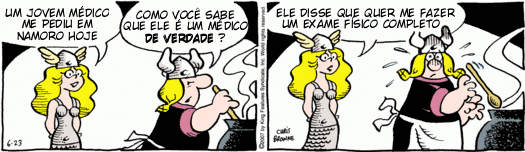 UM JOVEM MÉDICO
ME PEDIU EM
NAMORO HOJE
COMO VOCÊ SABE
QUE ELE É UM MÉDICO
DE VERDADE ?
6-23
©2007 by King Features Syndicate, Inc. World rights reserved.
ELE DISSE QUE QUER ME FAZER
UM EXAME FÍSICO COMPLETO
CHRIS
BROWNE